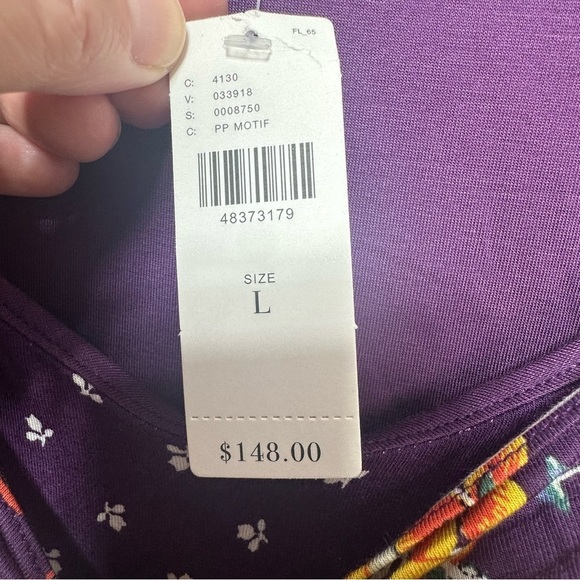 FL_65
C: 4130
V: 033918
S: 0008750
C: PP MOTIF
48373179
SIZE
L
$148.00